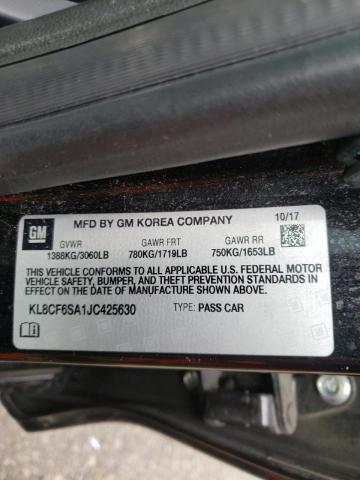 GM
MFD BY GM KOREA COMPANY
10/17
GVWR GAWR FRT GAWR RR
1388KG/3060LB 780KG/1719LB 750KG/1653LB
THIS VEHICLE CONFORMS TO ALL APPLICABLE U.S. FEDERAL MOTOR
VEHICLE SAFETY, BUMPER, AND THEFT PREVENTION STANDARDS IN
EFFECT ON THE DATE OF MANUFACTURE SHOWN ABOVE.
KL8CF6SA1JC425630 TYPE: PASS CAR